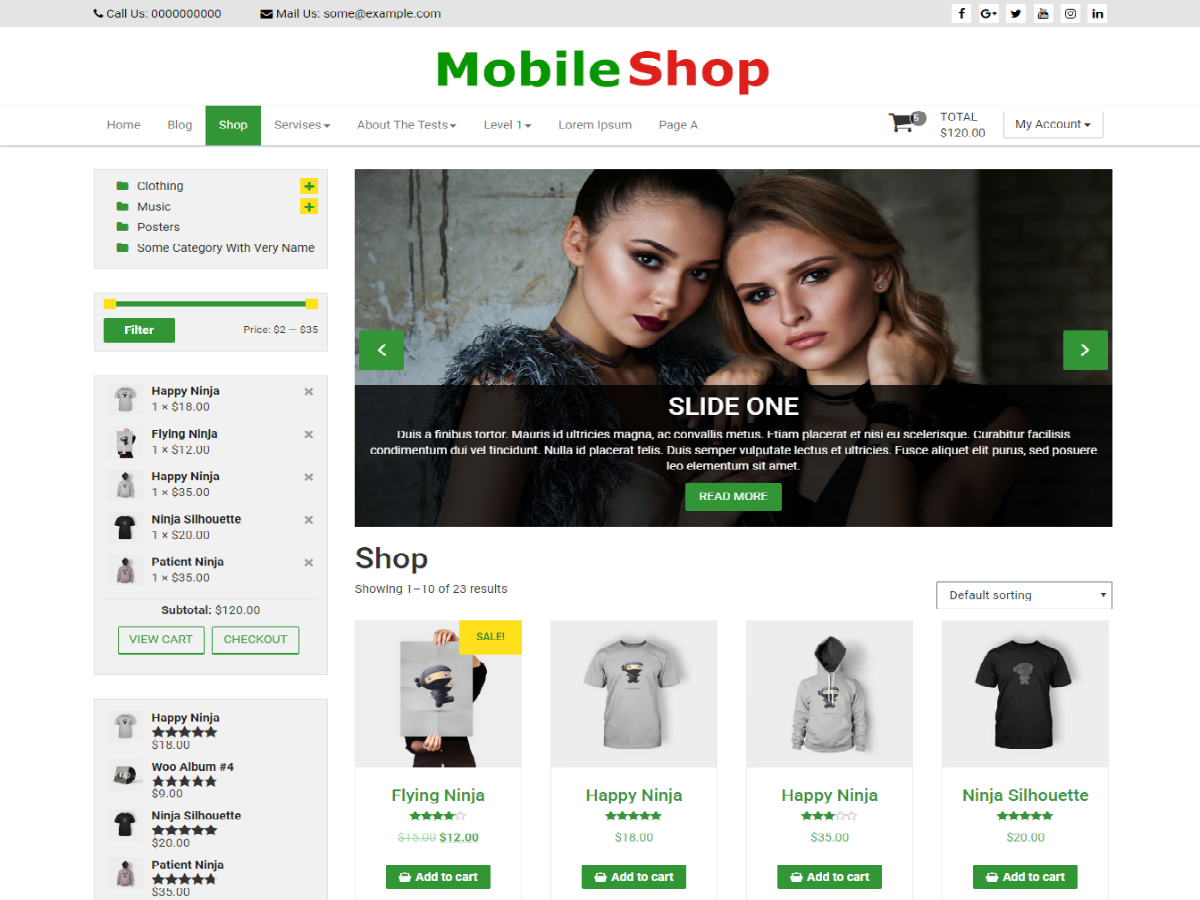 Call Us: 0000000000 Mail Us: some@example.com
MobileShop
Home Blog Shop Servises About The Tests Level 1 Lorem Ipsum Page A
5
TOTAL
$120.00
My Account
Clothing
Music
Posters
Some Category With Very Name
Filter Price: $2 — $35
Happy Ninja
1 × $18.00
Flying Ninja
1 × $12.00
Happy Ninja
1 × $35.00
Ninja Silhouette
1 × $20.00
Patient Ninja
1 × $35.00
Subtotal: $120.00
VIEW CART CHECKOUT
Happy Ninja
$18.00
Woo Album #4
$9.00
Ninja Silhouette
$20.00
Patient Ninja
$35.00
SLIDE ONE
Duis a finibus tortor. Mauris id ultricies magna, ac convallis metus. Etiam placerat et nisi eu scelerisque. Curabitur facilisis
condimentum dui vel tincidunt. Nulla id placerat felis. Duis semper vulputate lectus et ultricies. Fusce aliquet elit purus, sed posuere
leo elementum sit amet.
READ MORE
Shop
Showing 1–10 of 23 results
Default sorting
SALE!
Flying Ninja
$15.00 $12.00
Add to cart
Happy Ninja
$18.00
Add to cart
Happy Ninja
$35.00
Add to cart
Ninja Silhouette
$20.00
Add to cart